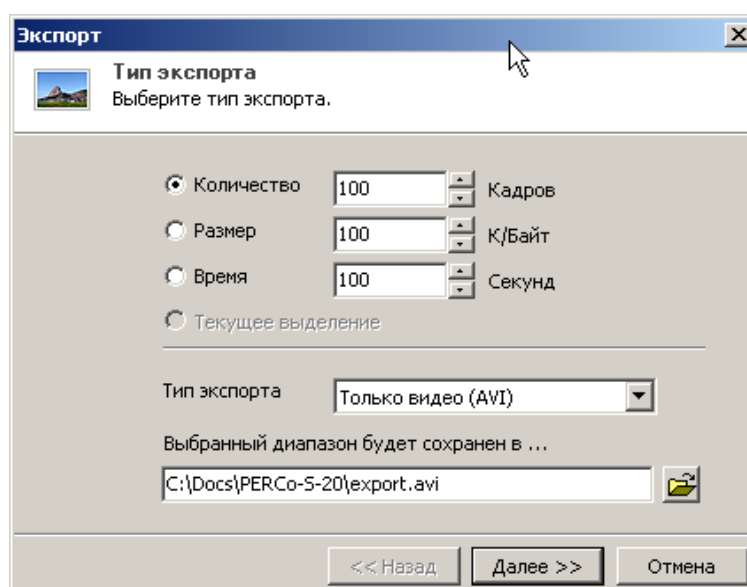 Экспорт
Тип экспорта
Выберите тип экспорта.
Количество 100 Кадров
Размер 100 К/Байт
Время 100 Секунд
Текущее выделение
Тип экспорта Только видео (AVI)
Выбранный диапазон будет сохранен в ...
C:\Docs\PERCo-S-20\export.avi
<< Назад Далее >> Отмена